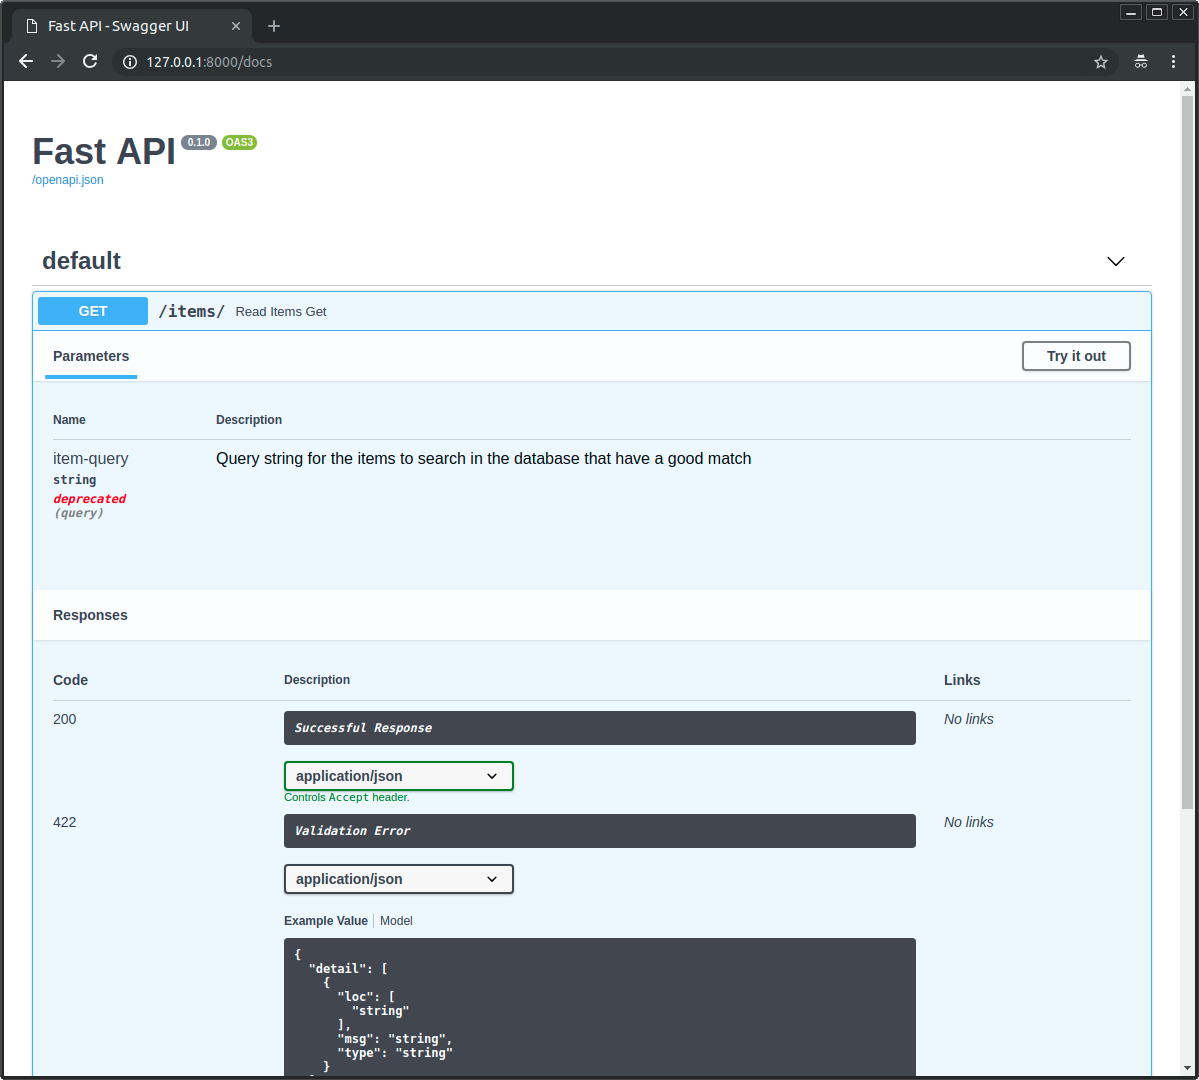 Fast API - Swagger UI
127.0.0.1:8000/docs
Fast API 0.1.0 OAS3
/openapi.json
default
GET /items/ Read Items Get
Parameters Try it out
Name Description
item-query Query string for the items to search in the database that have a good match
string
deprecated
(query)
Responses
Code Description Links
200 Successful Response No links
application/json
Controls Accept header.
422 Validation Error No links
application/json
Example Value Model
{
"detail": [
{
"loc": [
"string"
],
"msg": "string",
"type": "string"
}